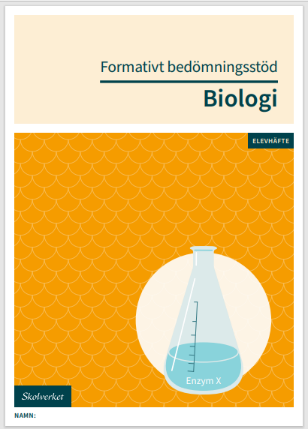 Formativt bedömningsstöd
Biologi
ELEVHÄFTE
Enzym X
Skolverket
NAMN: